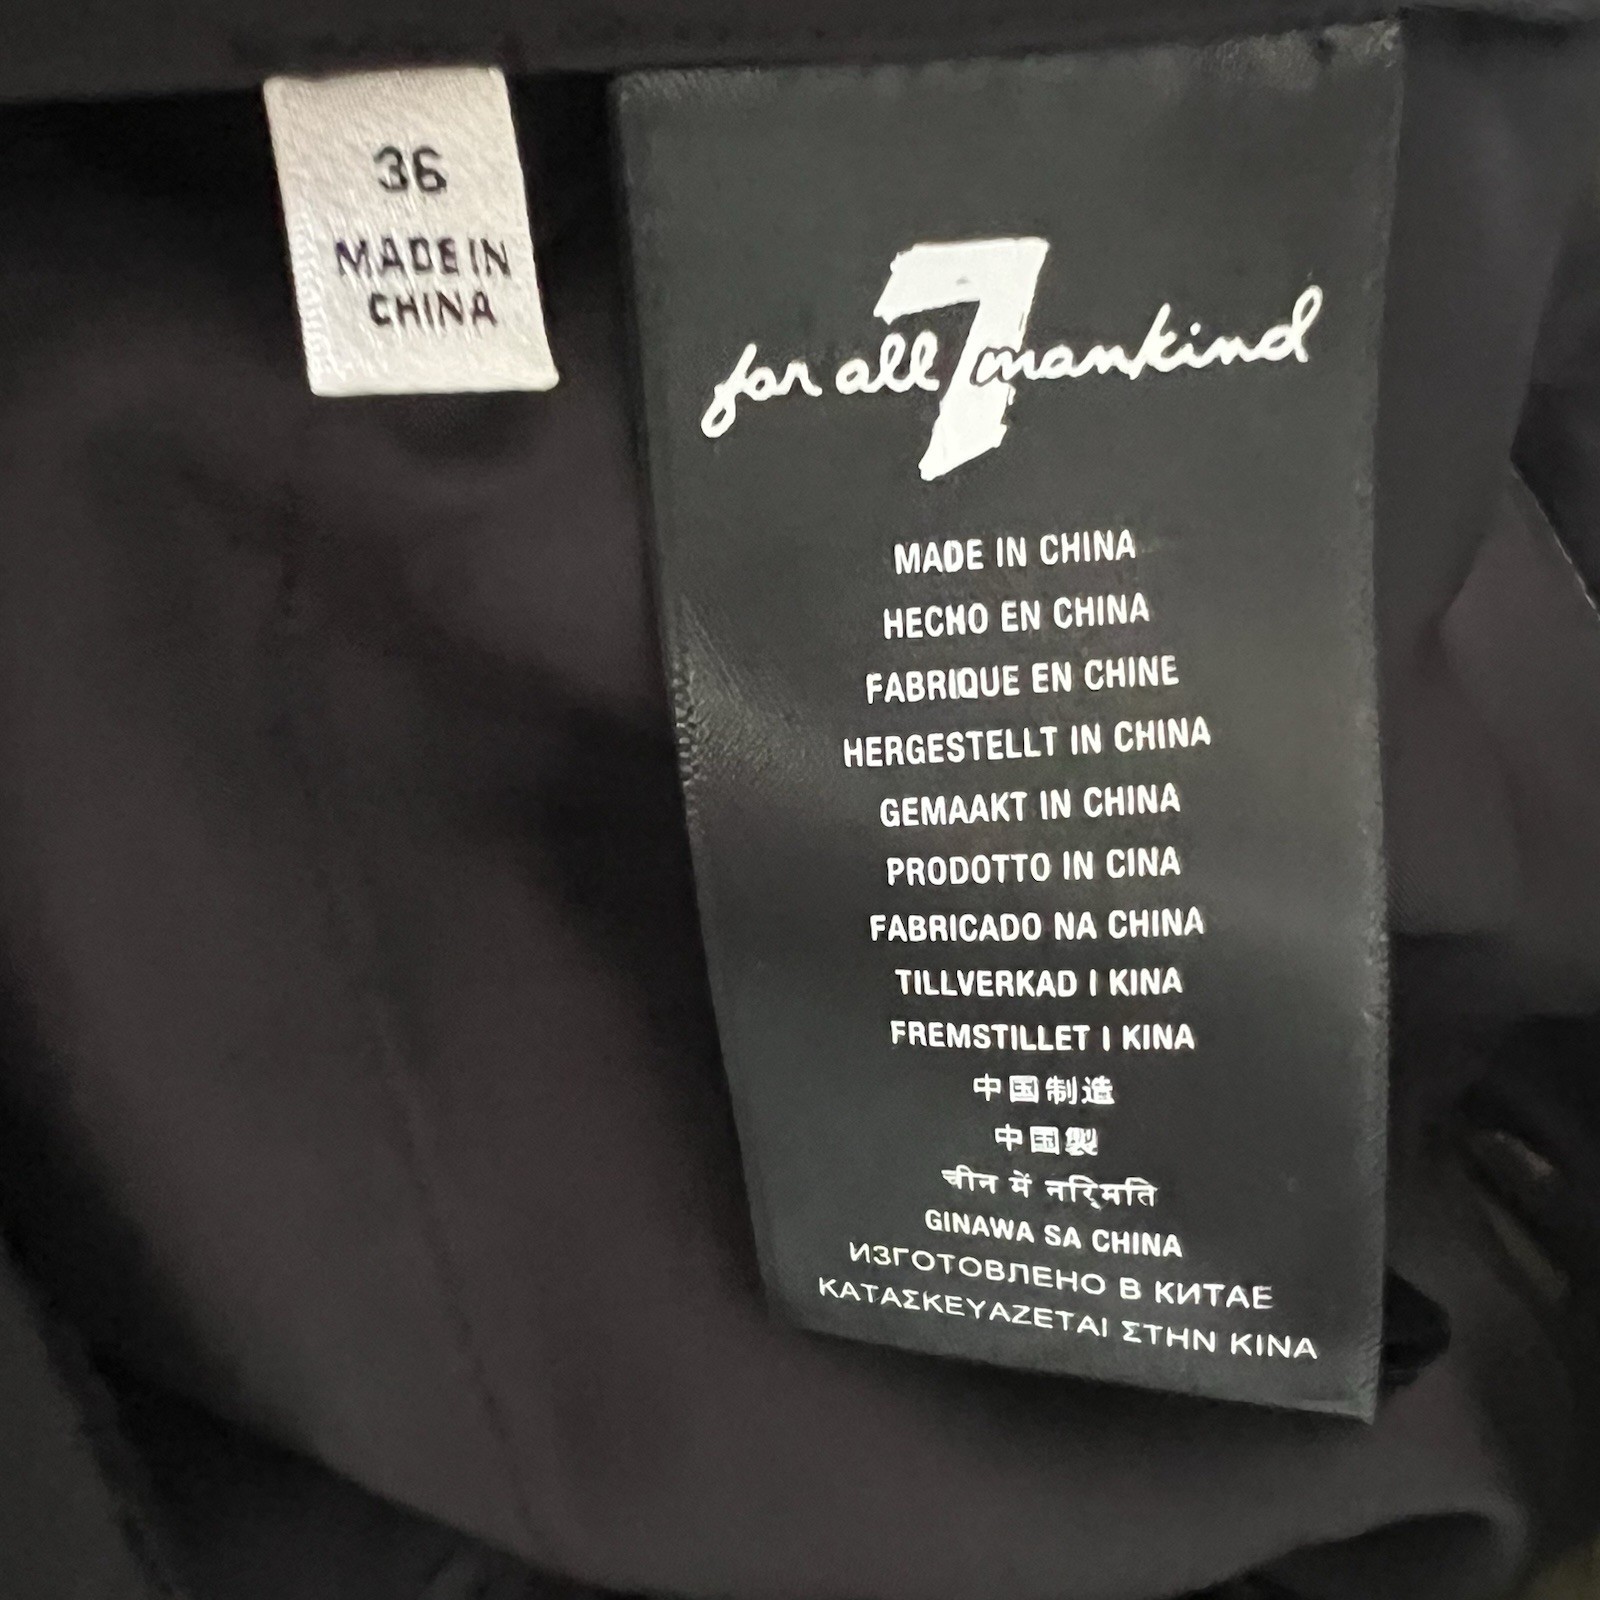 36
MADE IN
CHINA
7
for all mankind
MADE IN CHINA
HECHO EN CHINA
FABRIQUE EN CHINE
HERGESTELLT IN CHINA
GEMAAKT IN CHINA
PRODOTTO IN CINA
FABRICADO NA CHINA
TILLVERKAD I KINA
FREMSTILLET I KINA
中国制造
中国製
चीन में नर्िमति
GINAWA SA CHINA
ИЗГОТОВЛЕНО В КИТАЕ
ΚΑΤΑΣΚΕΥΑΖΕΤΑΙ ΣΤΗΝ ΚΙΝΑ